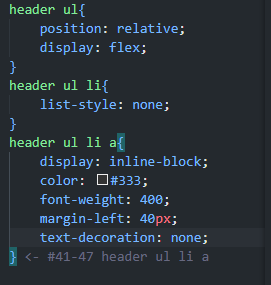 header ul{
    position: relative;
    display: flex;
}
header ul li{
    list-style: none;
}
header ul li a{
    display: inline-block;
    color: #333;
    font-weight: 400;
    margin-left: 40px;
    text-decoration: none;
} <- #41-47 header ul li a